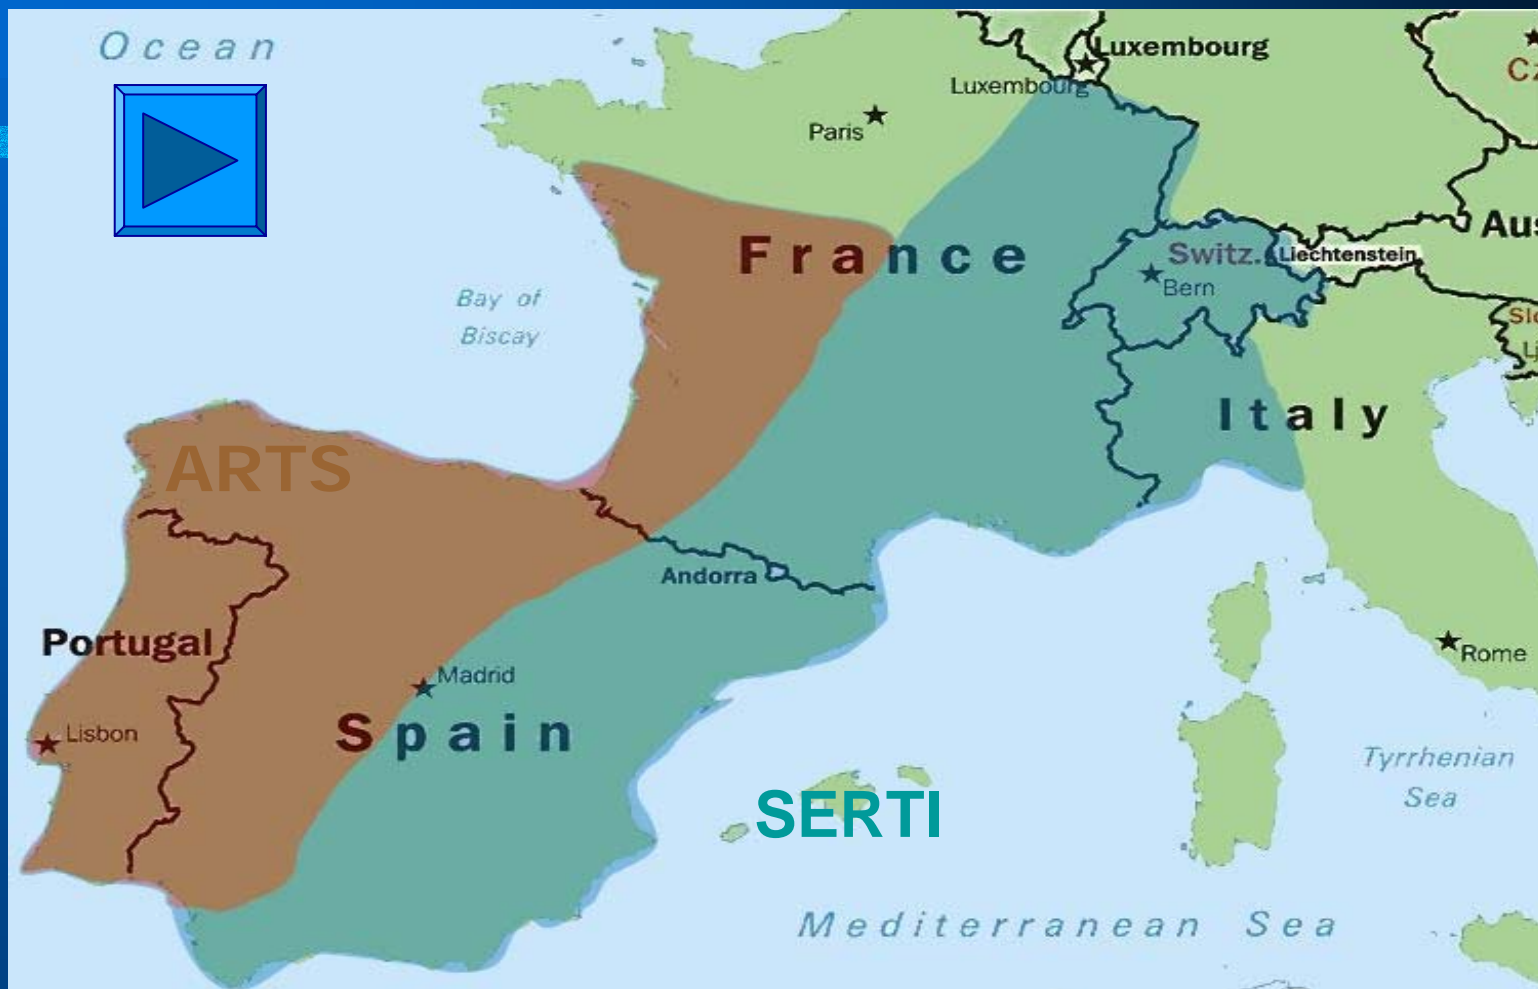 Ocean
Luxembourg
Luxembourg
Paris
France
Switz.
Liechtenstein
Bern
Bay of
Biscay
Italy
ARTS
Andorra
Portugal
Madrid
Rome
Lisbon
Spain
Tyrrhenian
Sea
SERTI
Mediterranean Sea